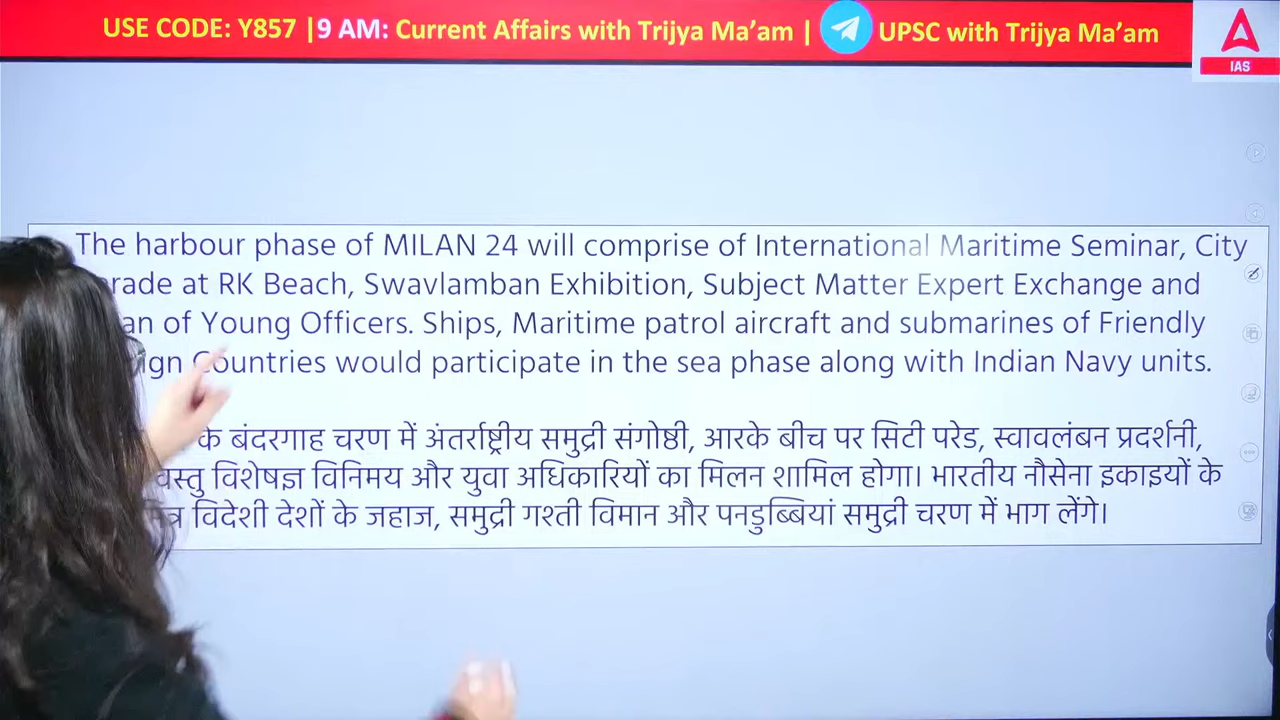 USE CODE: Y857 |9 AM: Current Affairs with Trijya Ma’am | UPSC with Trijya Ma’am
IAS
The harbour phase of MILAN 24 will comprise of International Maritime Seminar, City
at RK Beach, Swavlamban Exhibition, Subject Matter Expert Exchange and
of Young Officers. Ships, Maritime patrol aircraft and submarines of Friendly
Countries would participate in the sea phase along with Indian Navy units.
के बंदरगाह चरण में अंतर्राष्ट्रीय समुद्री संगोष्ठी, आरके बीच पर सिटी परेड, स्वावलंबन प्रदर्शनी,
वस्तु विशेषज्ञ विनिमय और युवा अधिकारियों का मिलन शामिल होगा। भारतीय नौसेना इकाइयों के
विदेशी देशों के जहाज, समुद्री गश्ती विमान और पनडुब्बियां समुद्री चरण में भाग लेंगे।